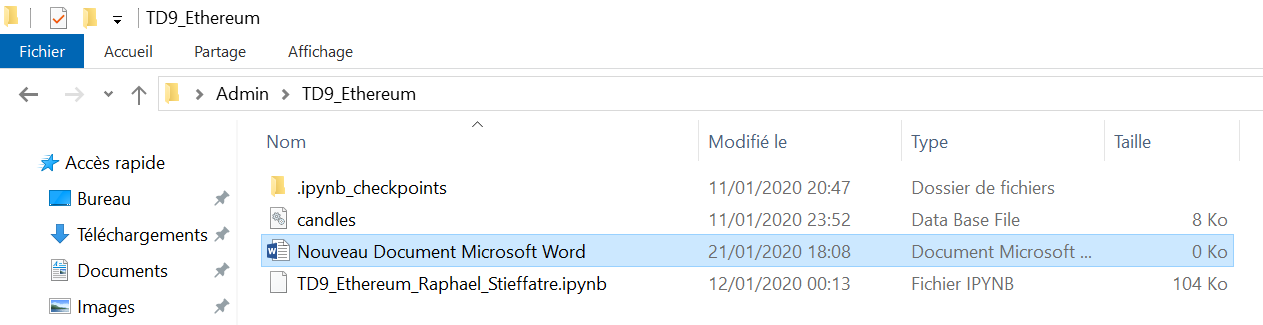 TD9_Ethereum
Fichier Accueil Partage Affichage
Admin TD9_Ethereum
Nom Modifié le Type Taille
Accès rapide
Bureau
Téléchargements
Documents
Images
.ipynb_checkpoints 11/01/2020 20:47 Dossier de fichiers
candles 11/01/2020 23:52 Data Base File 8 Ko
Nouveau Document Microsoft Word 21/01/2020 18:08 Document Microsoft ... 0 Ko
TD9_Ethereum_Raphael_Stieffatre.ipynb 12/01/2020 00:13 Fichier IPYNB 104 Ko